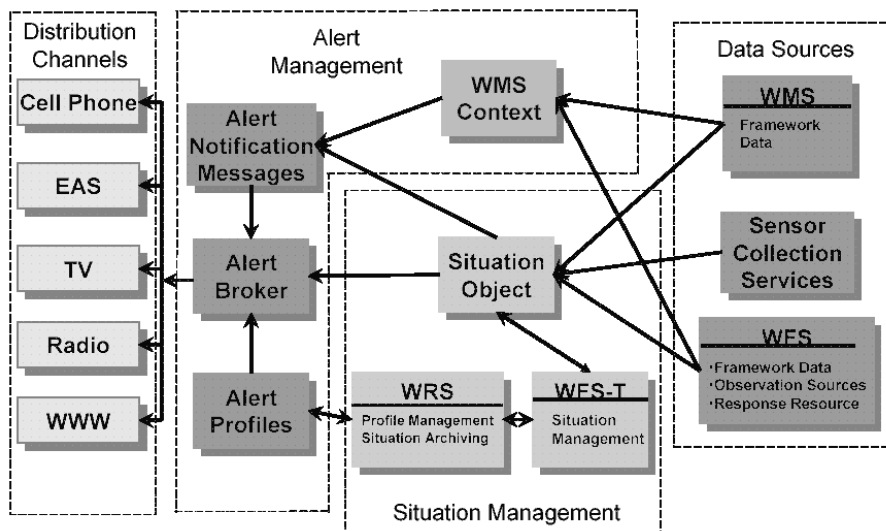 Distribution
Channels
Cell Phone
EAS
TV
Radio
WWW
Alert
Management
Alert
Notification
Messages
WMS
Context
Alert
Broker
Alert
Profiles
Situation
Object
WRS
Profile Management
Situation Archiving
WFS-T
Situation
Management
Situation Management
Data Sources
WMS
Framework
Data
Sensor
Collection
Services
WFS
·Framework Data
·Observation Sources
·Response Resource